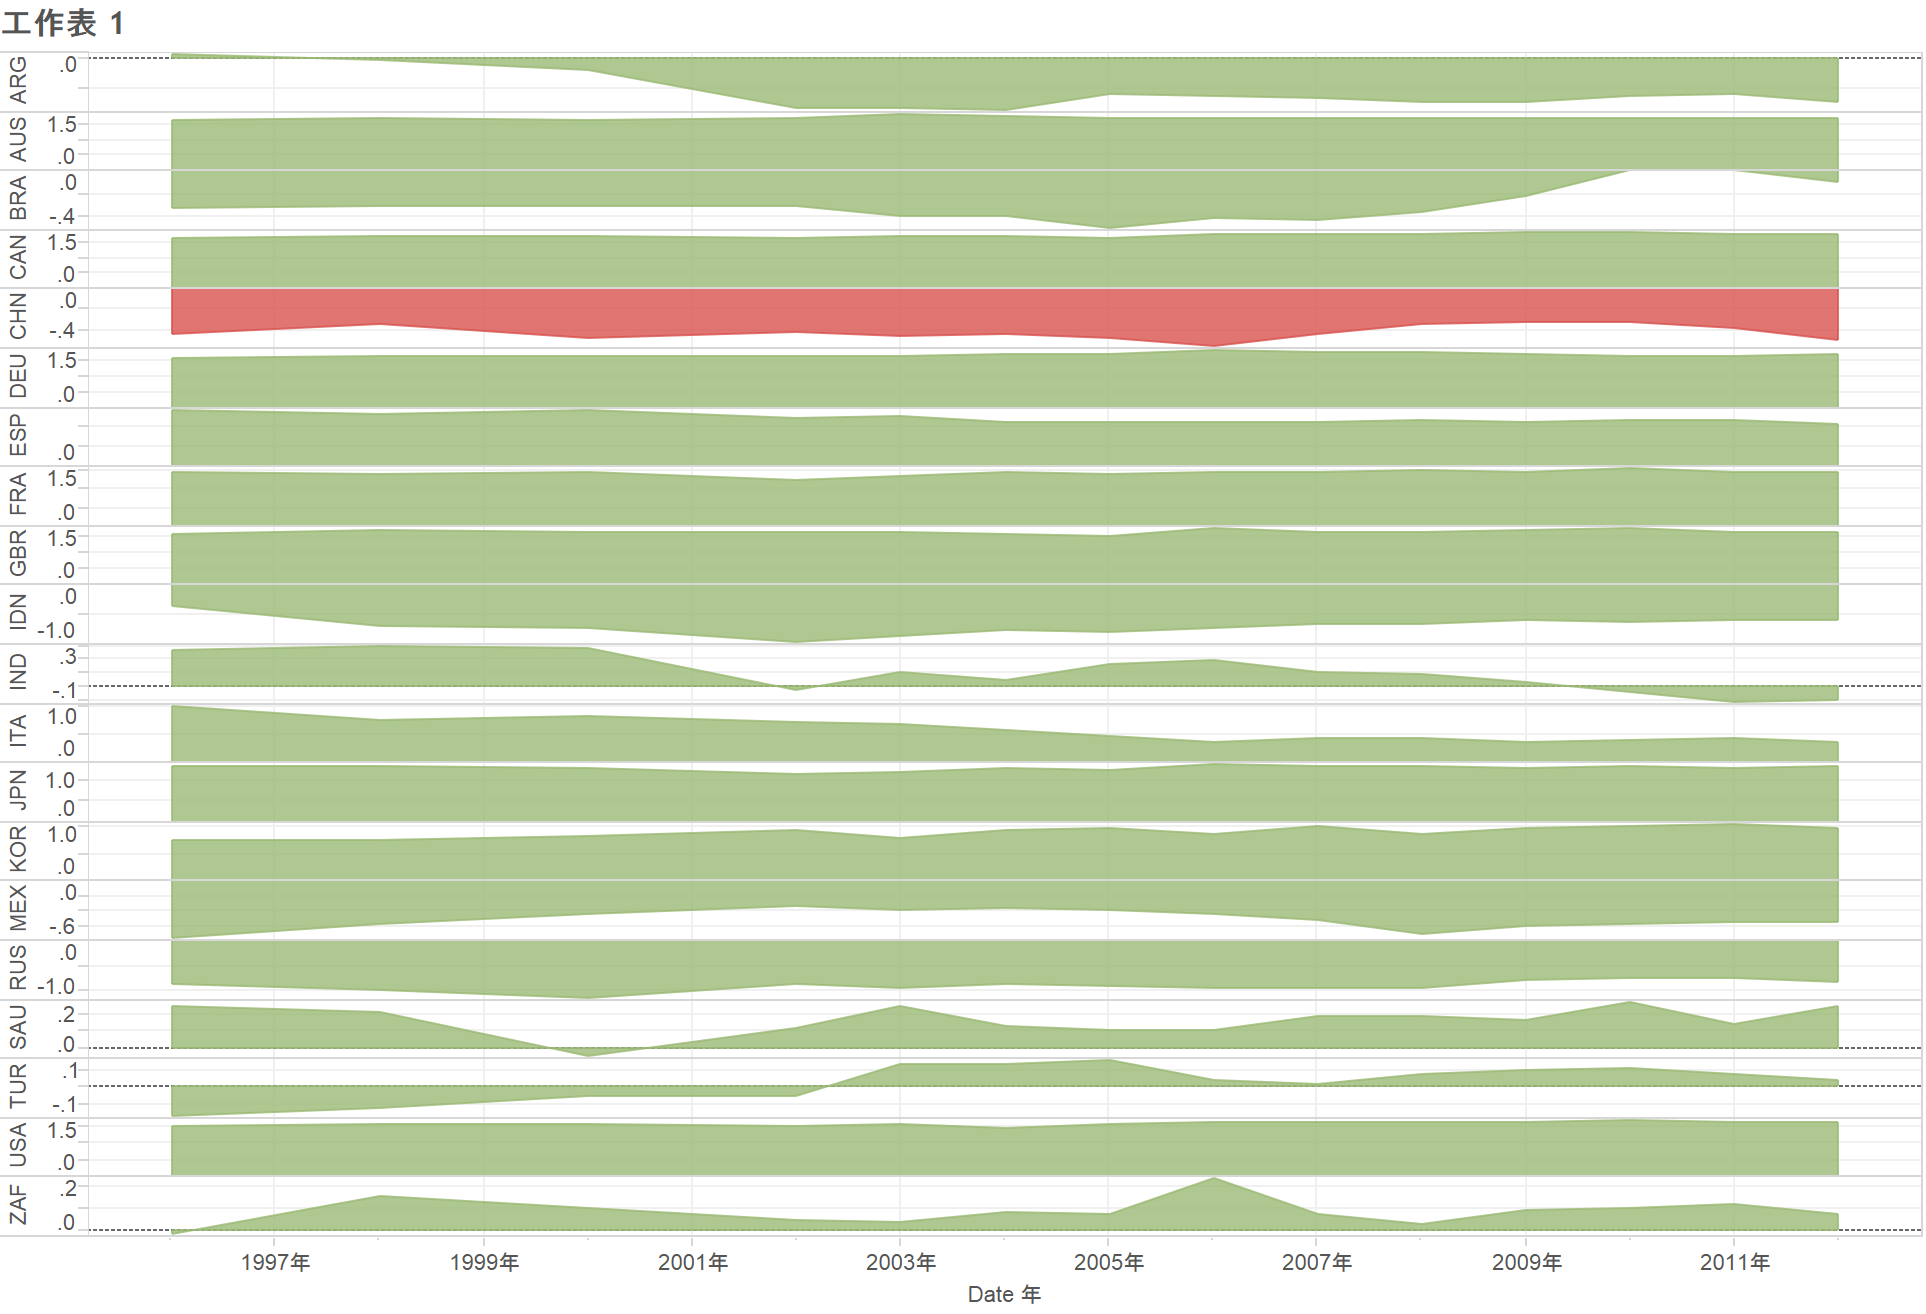 工作表 1
ARG
.0
AUS
1.5
.0
BRA
.0
-.4
CAN
1.5
.0
CHN
.0
-.4
DEU
1.5
.0
ESP
.0
FRA
1.5
.0
GBR
1.5
.0
IDN
.0
-1.0
IND
.3
-.1
ITA
1.0
.0
JPN
1.0
.0
KOR
1.0
.0
MEX
.0
-.6
RUS
.0
-1.0
SAU
.2
.0
TUR
.1
-.1
USA
1.5
.0
ZAF
.2
.0
1997年 1999年 2001年 2003年 2005年 2007年 2009年 2011年
Date 年